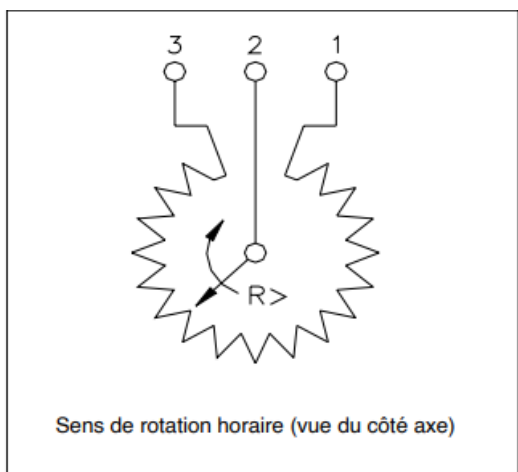 3 2 1
R>
Sens de rotation horaire (vue du côté axe)